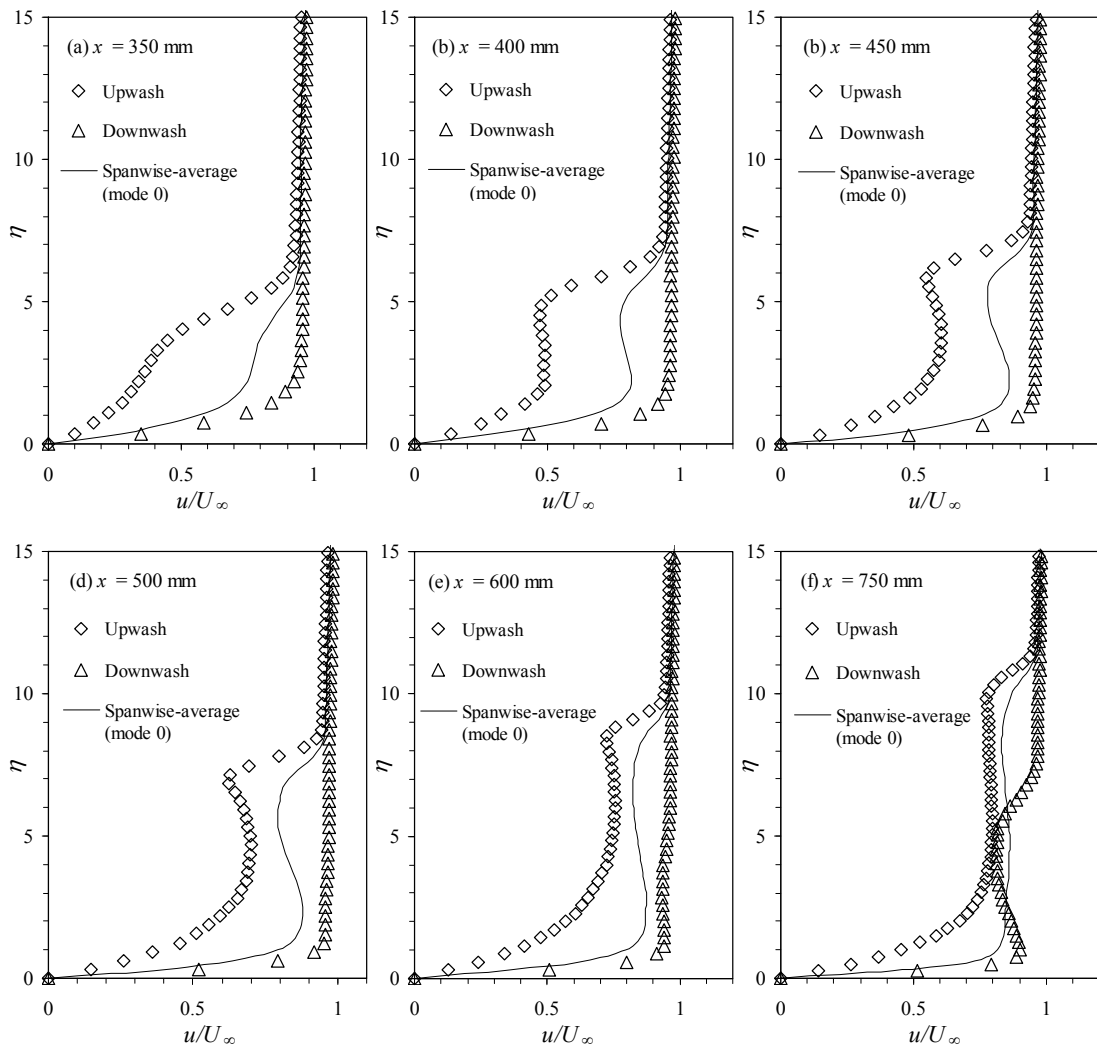 15
(a) x = 350 mm
Upwash
Downwash
Spanwise-average
(mode 0)
10
η
5
0
0 0.5 1
u/U∞
15
(b) x = 400 mm
Upwash
Downwash
Spanwise-average
(mode 0)
10
η
5
0
0 0.5 1
u/U∞
15
(b) x = 450 mm
Upwash
Downwash
Spanwise-average
(mode 0)
10
η
5
0
0 0.5 1
u/U∞
15
(d) x = 500 mm
Upwash
Downwash
Spanwise-average
(mode 0)
10
η
5
0
0 0.5 1
u/U∞
15
(e) x = 600 mm
Upwash
Downwash
Spanwise-average
(mode 0)
10
η
5
0
0 0.5 1
u/U∞
15
(f) x = 750 mm
Upwash
Downwash
Spanwise-average
(mode 0)
10
η
5
0
0 0.5 1
u/U∞